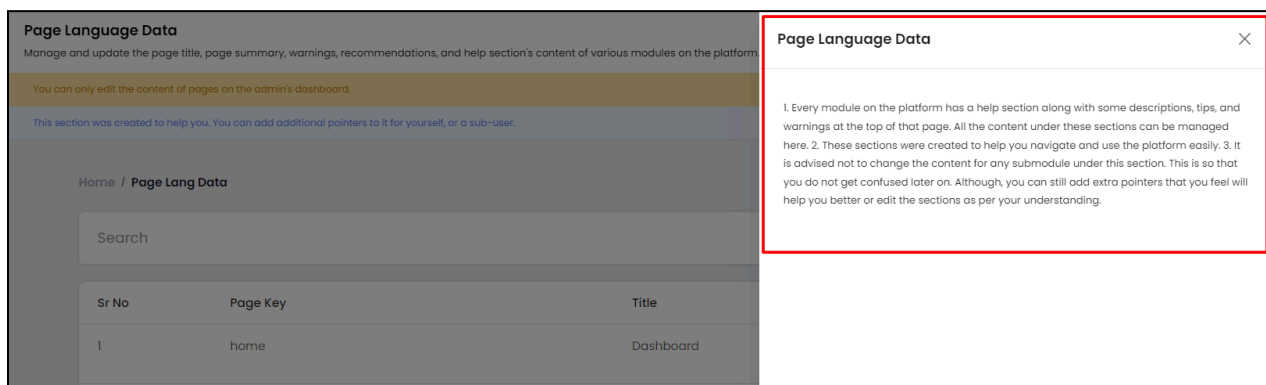 Page Language Data
Manage and update the page title, page summary, warnings, recommendations, and help section's content of various modules on the platform.
You can only edit the content of pages on the admin's dashboard.
This section was created to help you. You can add additional pointers to it for yourself, or a sub-user.
Home / Page Lang Data
Search
Sr No Page Key Title
1 home Dashboard
Page Language Data
1. Every module on the platform has a help section along with some descriptions, tips, and
warnings at the top of that page. All the content under these sections can be managed
here. 2. These sections were created to help you navigate and use the platform easily. 3. It
is advised not to change the content for any submodule under this section. This is so that
you do not get confused later on. Although, you can still add extra pointers that you feel will
help you better or edit the sections as per your understanding.